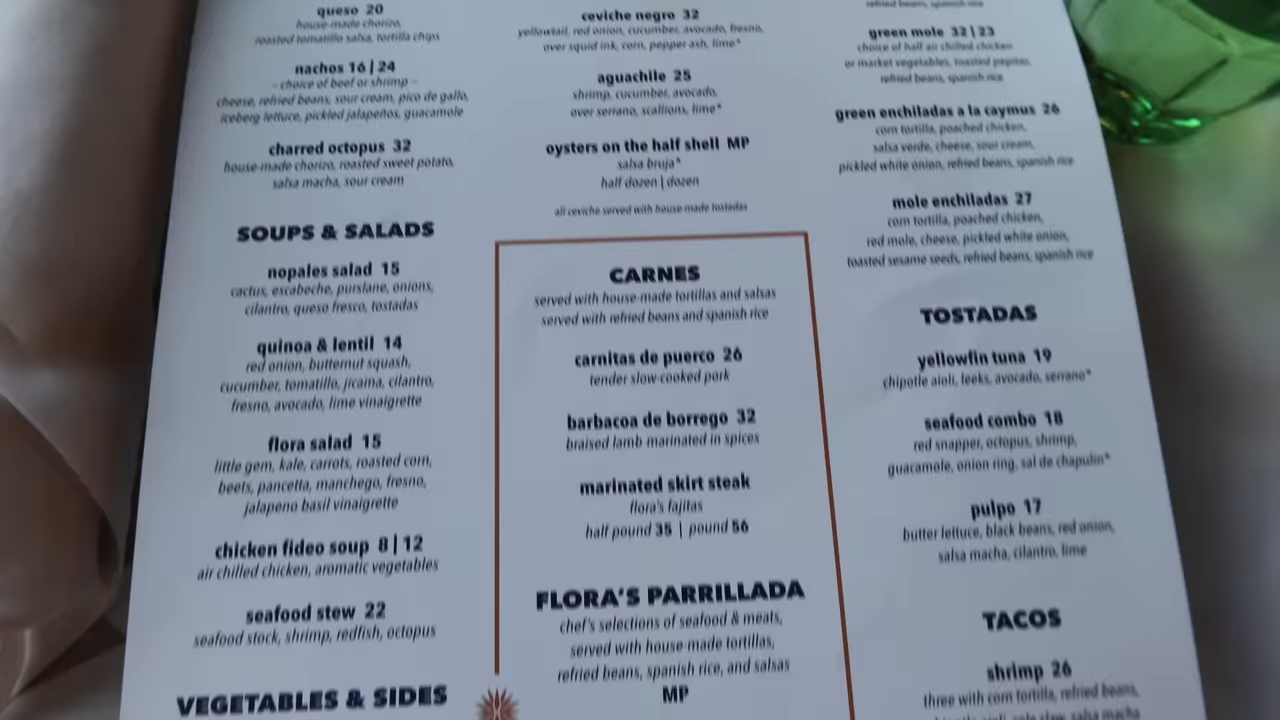 queso 20
house-made chorizo,
roasted tomatillo salsa, tortilla chips
nachos 16 | 24
- choice of beef or shrimp -
cheese, refried beans, sour cream, pico de gallo,
iceberg lettuce, pickled jalapeños, guacamole
charred octopus 32
house-made chorizo, roasted sweet potato,
salsa macha, sour cream
SOUPS & SALADS
nopales salad 15
cactus, escabeche, purslane, onions,
cilantro, queso fresco, tostadas
quinoa & lentil 14
red onion, butternut squash,
cucumber, tomatillo, jicama, cilantro,
fresno, avocado, lime vinaigrette
flora salad 15
little gem, kale, carrots, roasted corn,
beets, pancetta, manchego, fresno,
jalapeno basil vinaigrette
chicken fideo soup 8 | 12
air chilled chicken, aromatic vegetables
seafood stew 22
seafood stock, shrimp, redfish, octopus
VEGETABLES & SIDES
ceviche negro 32
yellowtail, red onion, cucumber, avocado, fresno,
over squid ink, corn, pepper ash, lime*
aguachile 25
shrimp, cucumber, avocado,
over serrano, scallions, lime*
oysters on the half shell MP
salsa bruja*
half dozen | dozen
all ceviche served with house-made tostadas
CARNES
served with house-made tortillas and salsas
served with refried beans and spanish rice
carnitas de puerco 26
tender slow-cooked pork
barbacoa de borrego 32
braised lamb marinated in spices
marinated skirt steak
flora's fajitas
half pound 35 | pound 56
FLORA'S PARRILLADA
chef's selections of seafood & meats,
served with house-made tortillas,
refried beans, spanish rice, and salsas
MP
refried beans, spanish rice
green mole 32 | 23
choice of half air chilled chicken
or market vegetables, toasted pepitas,
refried beans, spanish rice
green enchiladas a la caymus 26
corn tortilla, poached chicken,
salsa verde, cheese, sour cream,
pickled white onion, refried beans, spanish rice
mole enchiladas 27
corn tortilla, poached chicken,
red mole, cheese, pickled white onion,
toasted sesame seeds, refried beans, spanish rice
TOSTADAS
yellowfin tuna 19
chipotle aioli, leeks, avocado, serrano*
seafood combo 18
red snapper, octopus, shrimp,
guacamole, onion ring, sal de chapulin*
pulpo 17
butter lettuce, black beans, red onion,
salsa macha, cilantro, lime
TACOS
shrimp 26
three with corn tortilla, refried beans,
chipotle aioli, cole slaw, salsa macha